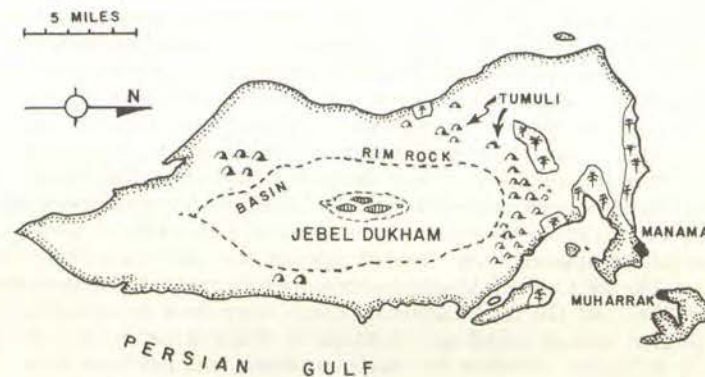 5 MILES
N
TUMULI
RIM ROCK
BASIN
JEBEL DUKHAM
MANAMA
MUHARRAK
PERSIAN GULF